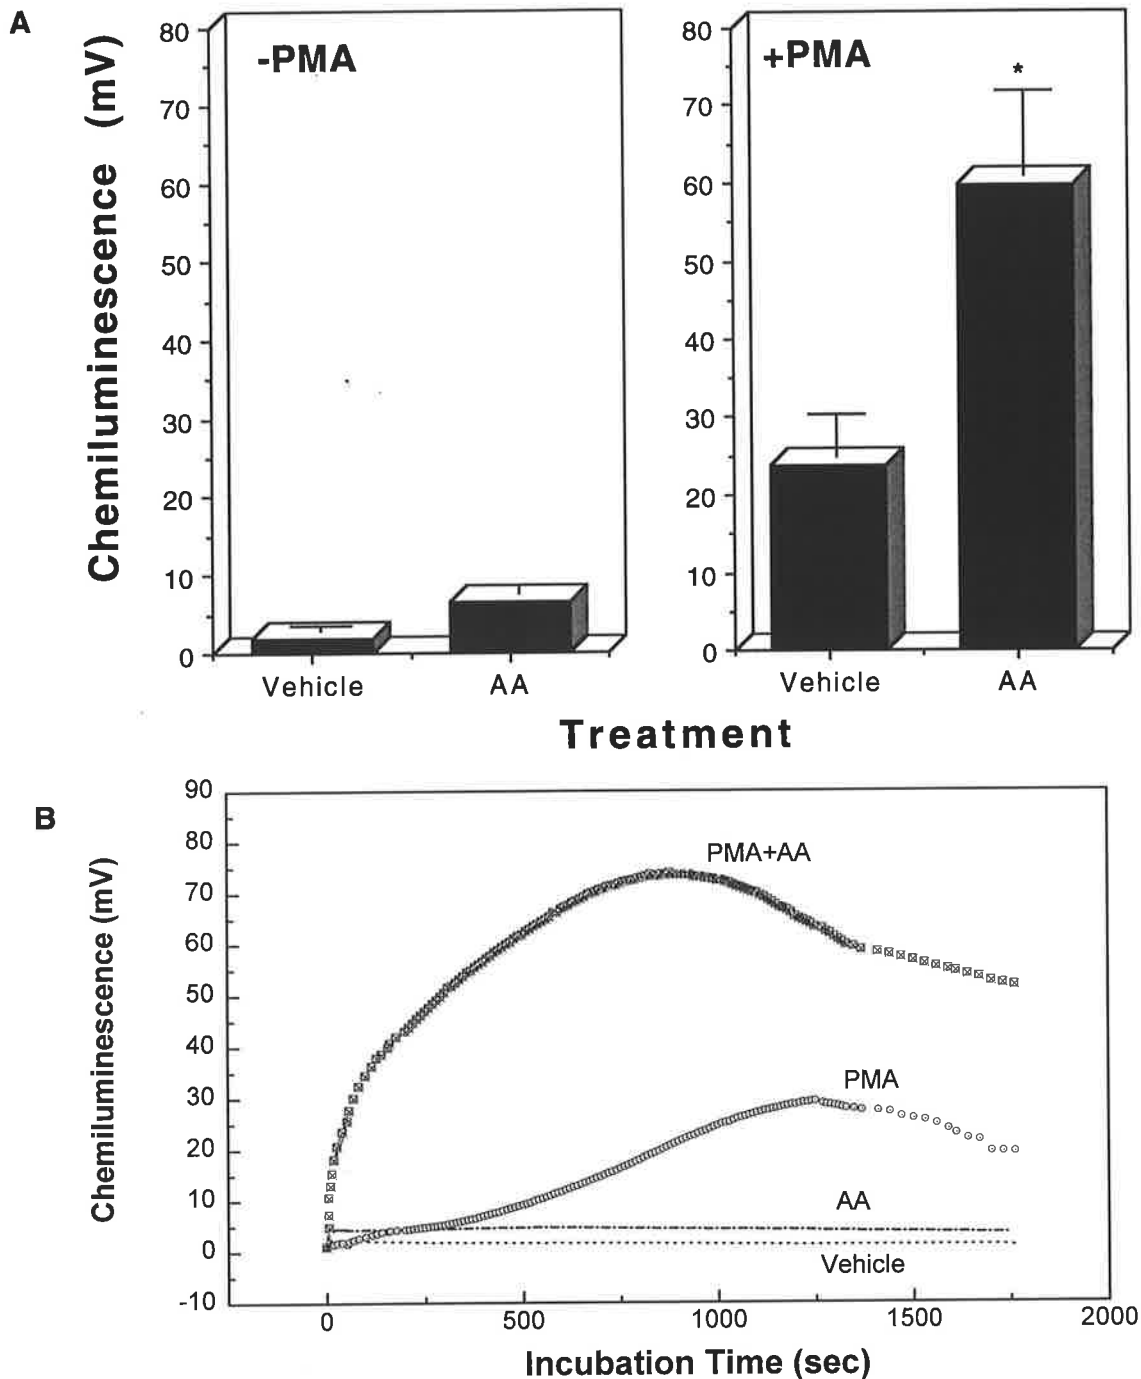 A
Chemiluminescence (mV)
-PMA
80
70
60
50
40
30
20
10
0
Vehicle
AA
+PMA
*
80
70
60
50
40
30
20
10
0
Vehicle
AA
Treatment
B
Chemiluminescence (mV)
90
80
70
60
50
40
30
20
10
0
-10
PMA+AA
PMA
AA
Vehicle
0
500
1000
1500
2000
Incubation Time (sec)